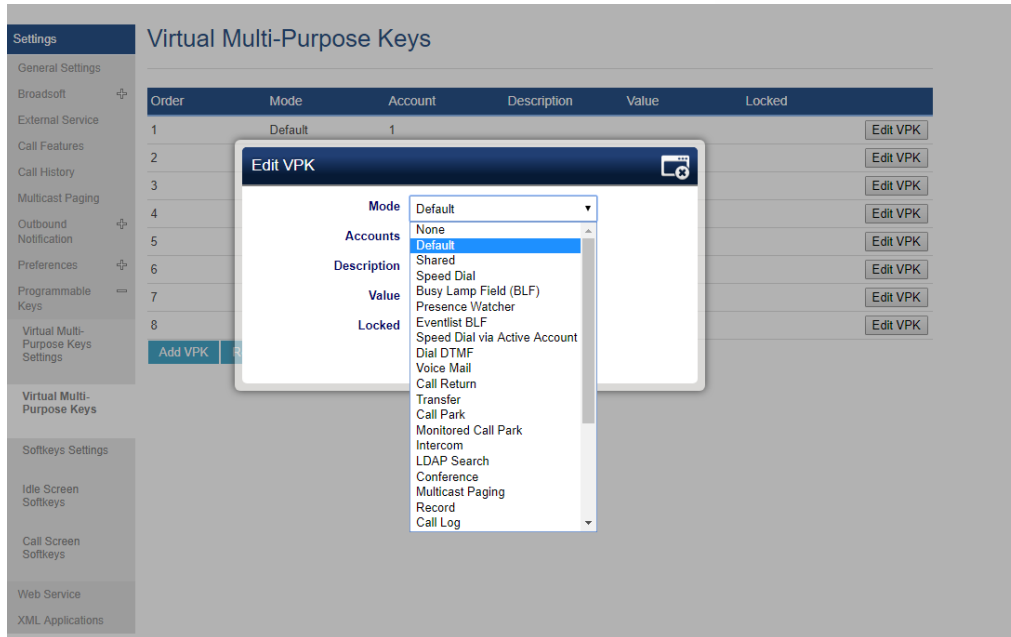 Settings
Virtual Multi-Purpose Keys
General Settings
Broadsoft
External Service
Call Features
Call History
Multicast Paging
Outbound
Notification
Preferences
Programmable
Keys
Virtual Multi-
Purpose Keys
Settings
Virtual Multi-
Purpose Keys
Softkeys Settings
Idle Screen
Softkeys
Call Screen
Softkeys
Web Service
XML Applications
Order Mode Account Description Value Locked
1 Default 1 Edit VPK
2 Edit VPK
3 Edit VPK
4 Edit VPK
5 Edit VPK
6 Edit VPK
7 Edit VPK
8 Edit VPK
Add VPK R
Edit VPK
Mode Default
Accounts
Description
Value
Locked
None
Default
Shared
Speed Dial
Busy Lamp Field (BLF)
Presence Watcher
Eventlist BLF
Speed Dial via Active Account
Dial DTMF
Voice Mail
Call Return
Transfer
Call Park
Monitored Call Park
Intercom
LDAP Search
Conference
Multicast Paging
Record
Call Log